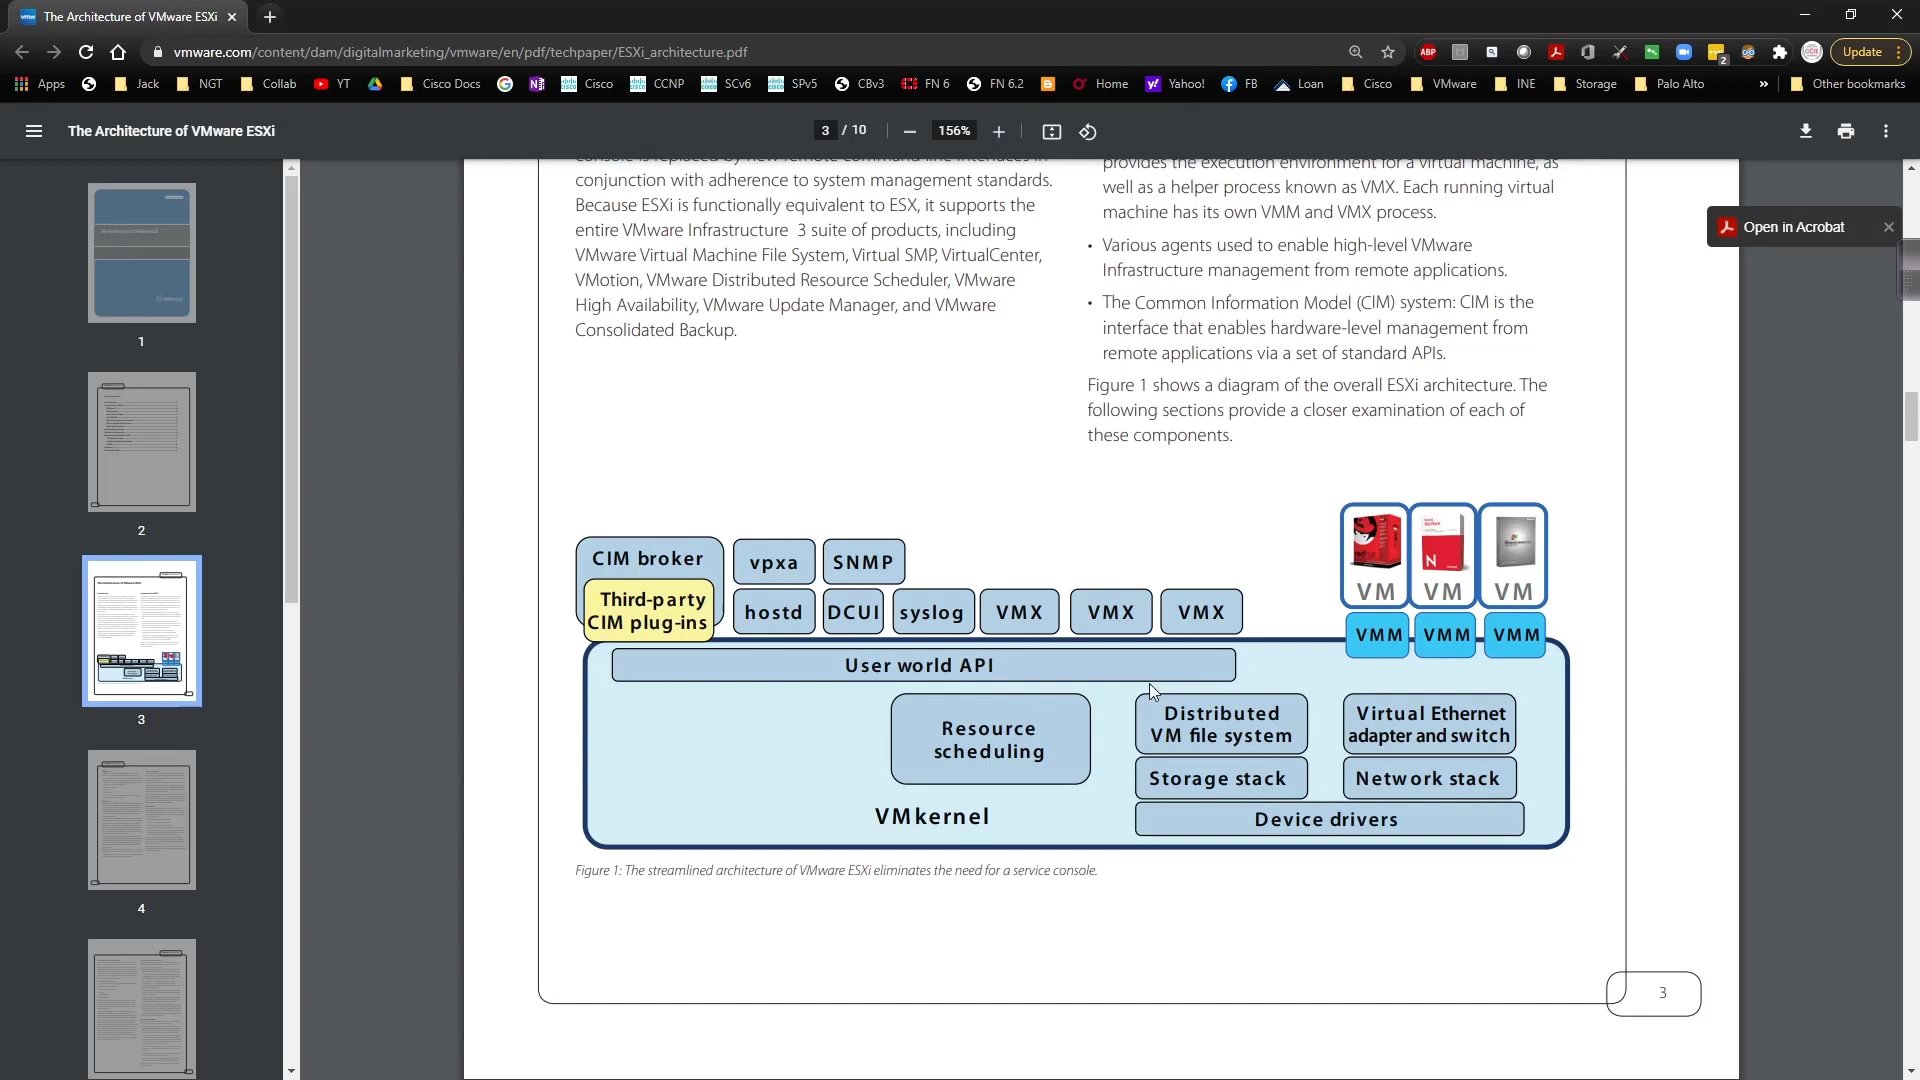 The Architecture of VMware ESXi
vmware.com/content/dam/digitalmarketing/vmware/en/pdf/techpaper/ESXi_architecture.pdf
ABP
2
Update
Apps
Jack
NGT
Collab
YT
Cisco Docs
Cisco
CCNP
SCv6
SPv5
CBv3
FN 6
FN 6.2
Home
Yahoo!
FB
Loan
Cisco
VMware
INE
Storage
Palo Alto
»
Other bookmarks
The Architecture of VMware ESXi
3 / 10
156%
1
2
3
4
console is replaced by new remote command line interfaces in
conjunction with adherence to system management standards.
Because ESXi is functionally equivalent to ESX, it supports the
entire VMware Infrastructure 3 suite of products, including
VMware Virtual Machine File System, Virtual SMP, VirtualCenter,
VMotion, VMware Distributed Resource Scheduler, VMware
High Availability, VMware Update Manager, and VMware
Consolidated Backup.
provides the execution environment for a virtual machine, as
well as a helper process known as VMX. Each running virtual
machine has its own VMM and VMX process.
• Various agents used to enable high-level VMware
Infrastructure management from remote applications.
• The Common Information Model (CIM) system: CIM is the
interface that enables hardware-level management from
remote applications via a set of standard APIs.
Figure 1 shows a diagram of the overall ESXi architecture. The
following sections provide a closer examination of each of
these components.
Open in Acrobat
CIM broker
Third-party
CIM plug-ins
vpxa
SNMP
hostd
DCUI
syslog
VMX
VMX
VMX
VM
VM
VM
VMM
VMM
VMM
User world API
Resource
scheduling
Distributed
VM file system
Virtual Ethernet
adapter and switch
Storage stack
Network stack
VMkernel
Device drivers
Figure 1: The streamlined architecture of VMware ESXi eliminates the need for a service console.
3